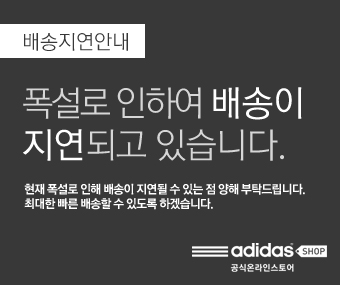 배송지연안내
폭설로 인하여 배송이
지연되고 있습니다.
현재 폭설로 인해 배송이 지연될 수 있는 점 양해 부탁드립니다.
최대한 빠른 배송할 수 있도록 하겠습니다.
adidas SHOP
공식온라인스토어